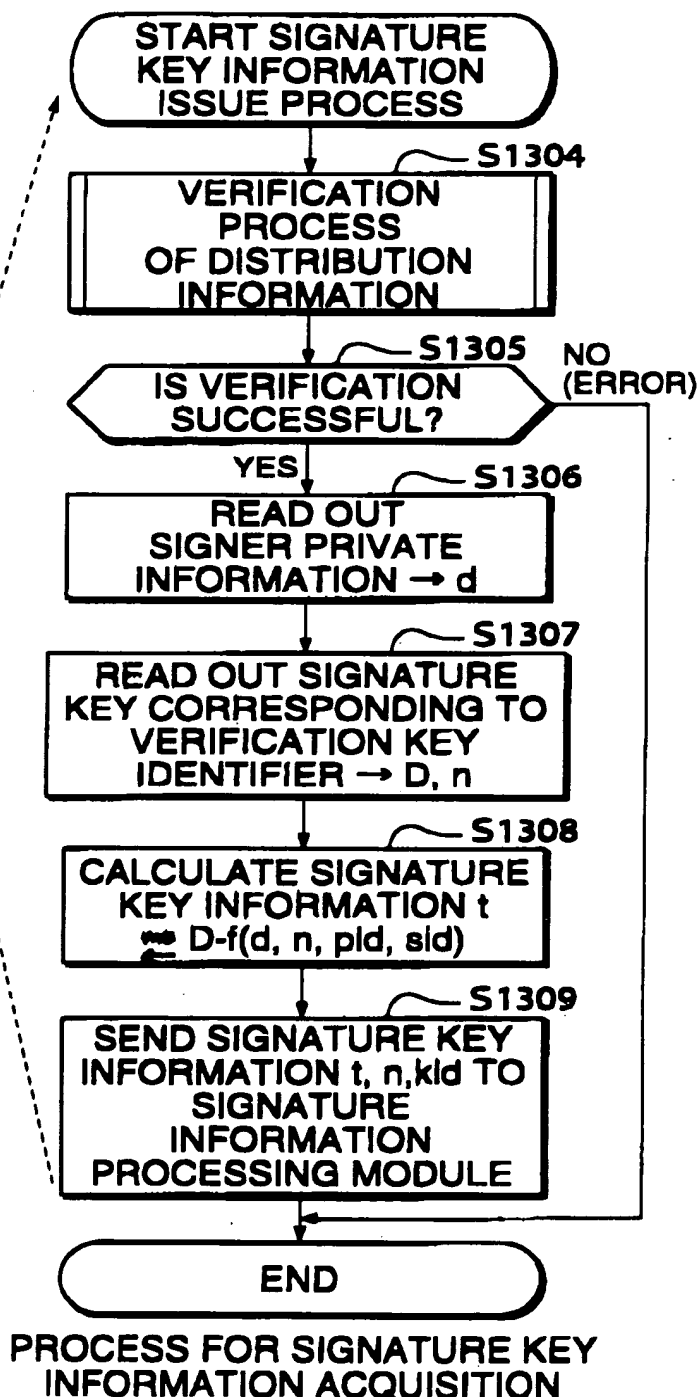 START SIGNATURE
KEY INFORMATION
ISSUE PROCESS
S1304
VERIFICATION
PROCESS
OF DISTRIBUTION
INFORMATION
S1305
NO
(ERROR)
IS VERIFICATION
SUCCESSFUL?
YES
S1306
READ OUT
SIGNER PRIVATE
INFORMATION → d
S1307
READ OUT SIGNATURE
KEY CORRESPONDING TO
VERIFICATION KEY
IDENTIFIER → D, n
S1308
CALCULATE SIGNATURE
KEY INFORMATION t
← D-f(d, n, pid, sid)
S1309
SEND SIGNATURE KEY
INFORMATION t, n,kid TO
SIGNATURE
INFORMATION
PROCESSING MODULE
END
PROCESS FOR SIGNATURE KEY
INFORMATION ACQUISITION